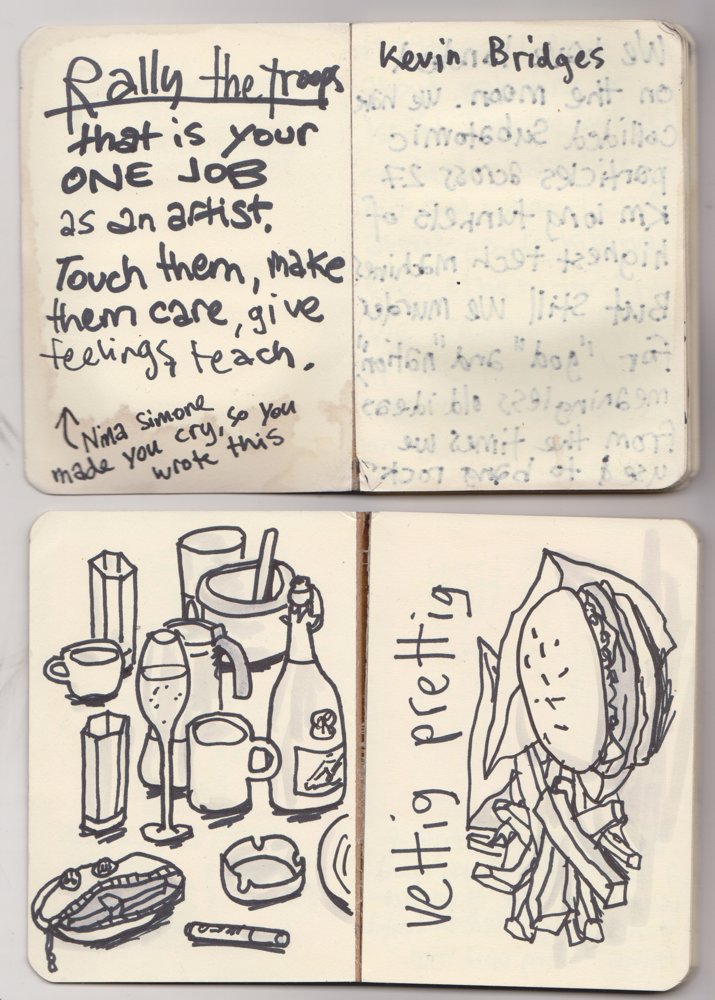 Rally the troops
that is your
ONE JOB
as an artist.
Touch them, make
them care, give
feelings, teach.
↑ Nina Simone
made you cry, so you
wrote this
Kevin Bridges
We landed
on the moon. We have
collided Subatomic
particles across 27
Km long tunnels of
highest tech machines
But still We murder
for "god" and "nation",
meaningless old ideas
from the times we
used to bang rocks
vettig prettig